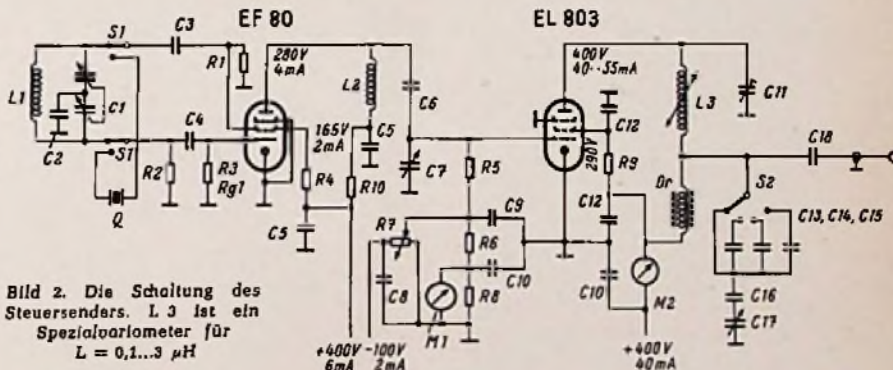 EF 80
EL 803
S1
C3
R1
280V
4mA
L1
C1
C2
C4
S1
R2
R3
Rg1
Q
R4
C5
165V
2mA
L2
C5
R10
C6
C7
R5
R7
C8
R6
R8
M1
C9
C10
+400V
6mA
-100V
2mA
400V
40··55mA
C12
290V
R9
C12
C10
M2
+400V
40mA
L3
C11
Dr
S2
C18
C13, C14, C15
C16
C17
Bild 2. Die Schaltung des
Steuersenders. L 3 ist ein
Spezialvariometer für
L = 0,1...3 µH